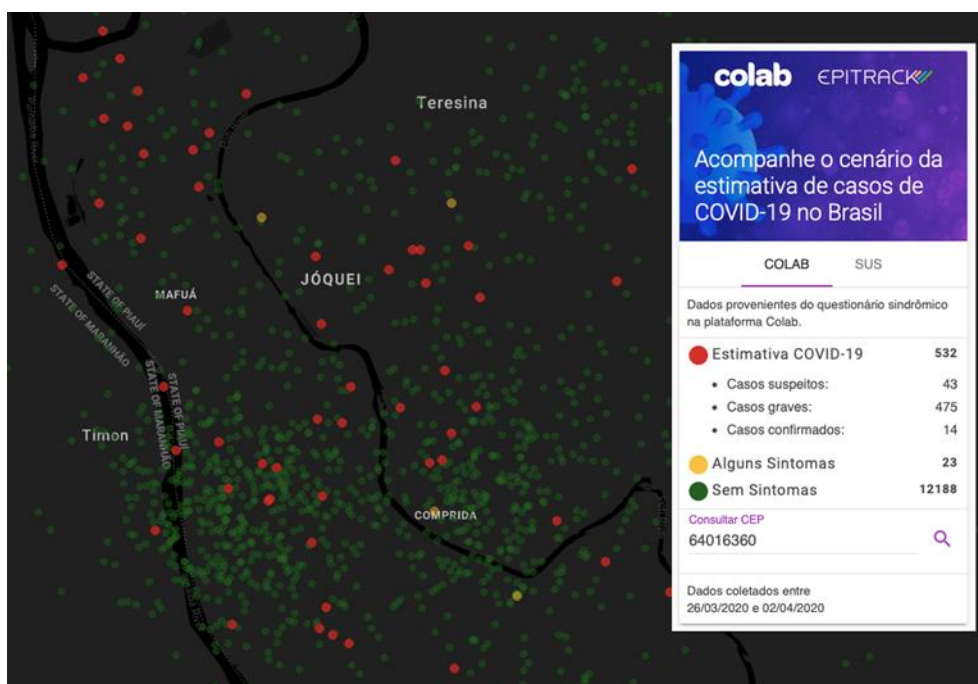 Teresina
JÓQUEI
MAFUÁ
STATE OF PIAUÍ
STATE OF MARANHÃO
STATE OF PIAUÍ
STATE OF MARANHÃO
Timon
COMPRIDA
colab EPITRACK
Acompanhe o cenário da
estimativa de casos de
COVID-19 no Brasil
COLAB SUS
Dados provenientes do questionário sindrômico
na plataforma Colab.
Estimativa COVID-19 532
• Casos suspeitos: 43
• Casos graves: 475
• Casos confirmados: 14
Alguns Sintomas 23
Sem Sintomas 12188
Consultar CEP
64016360
Dados coletados entre
26/03/2020 e 02/04/2020